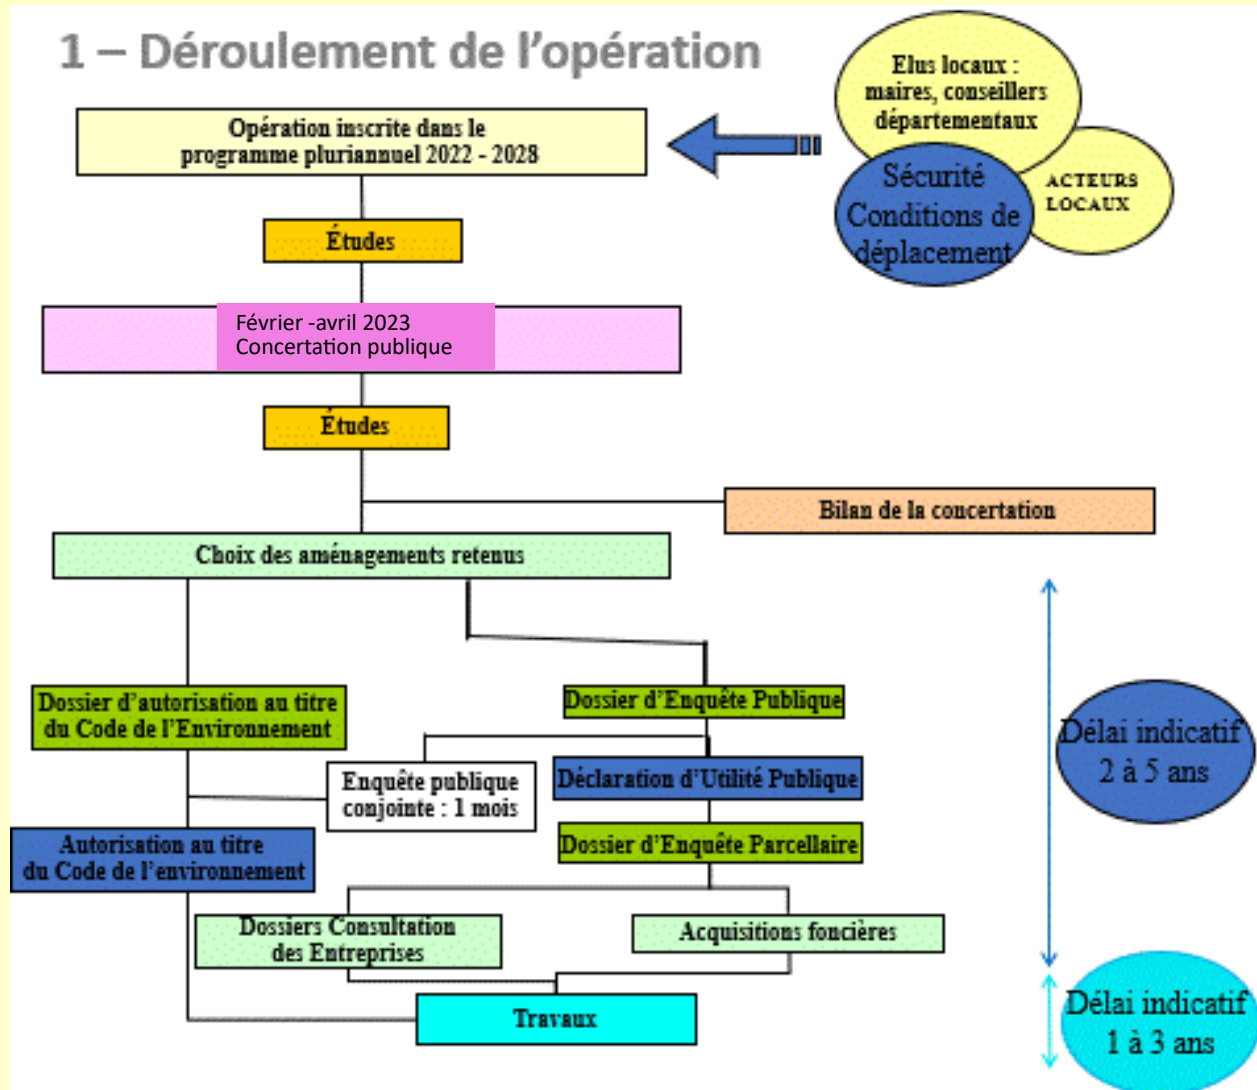 1 – Déroulement de l’opération
Elus locaux :
maires, conseillers
départementaux
Opération inscrite dans le
programme pluriannuel 2022 - 2028
Sécurité
Conditions de
déplacement
ACTEURS
LOCAUX
Études
Février -avril 2023
Concertation publique
Études
Bilan de la concertation
Choix des aménagements retenus
Dossier d’autorisation au titre
du Code de l’Environnement
Dossier d’Enquête Publique
Enquête publique
conjointe : 1 mois
Déclaration d’Utilité Publique
Délai indicatif
2 à 5 ans
Autorisation au titre
du Code de l’environnement
Dossier d’Enquête Parcellaire
Dossiers Consultation
des Entreprises
Acquisitions foncières
Travaux
Délai indicatif
1 à 3 ans